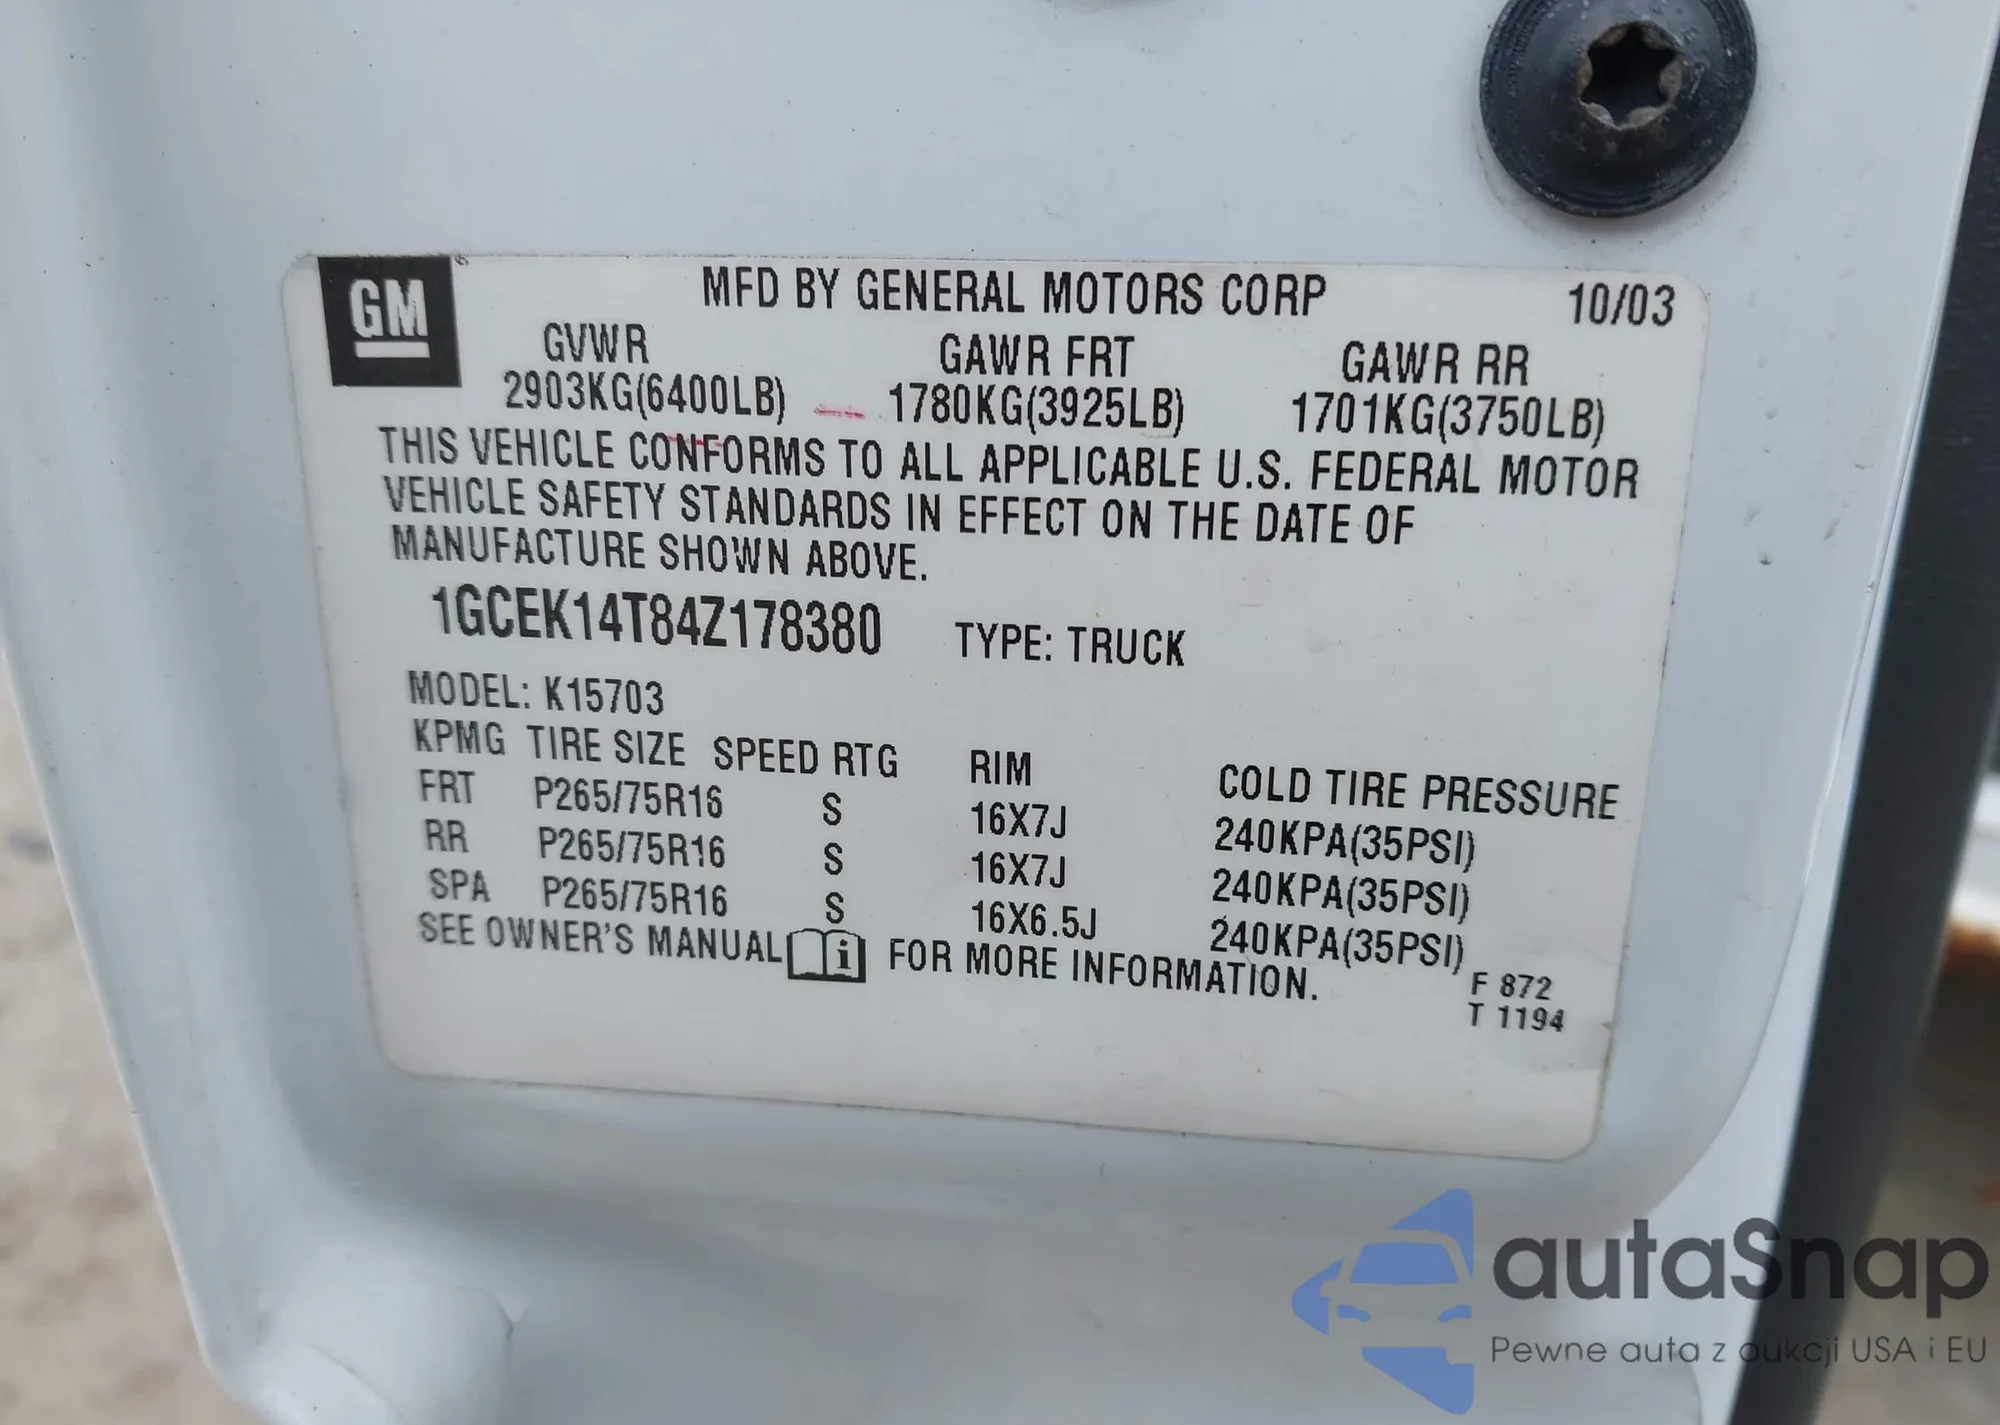 GM
MFD BY GENERAL MOTORS CORP 10/03
GVWR GAWR FRT GAWR RR
2903KG(6400LB) 1780KG(3925LB) 1701KG(3750LB)
THIS VEHICLE CONFORMS TO ALL APPLICABLE U.S. FEDERAL MOTOR
VEHICLE SAFETY STANDARDS IN EFFECT ON THE DATE OF
MANUFACTURE SHOWN ABOVE.
1GCEK14T84Z178380 TYPE: TRUCK
MODEL: K15703
KPMG TIRE SIZE SPEED RTG RIM COLD TIRE PRESSURE
FRT P265/75R16 S 16X7J 240KPA(35PSI)
RR P265/75R16 S 16X7J 240KPA(35PSI)
SPA P265/75R16 S 16X6.5J 240KPA(35PSI)
SEE OWNER'S MANUAL i FOR MORE INFORMATION.
F 872
T 1194
autaSnap
Pewne auta z aukcji USA i EU